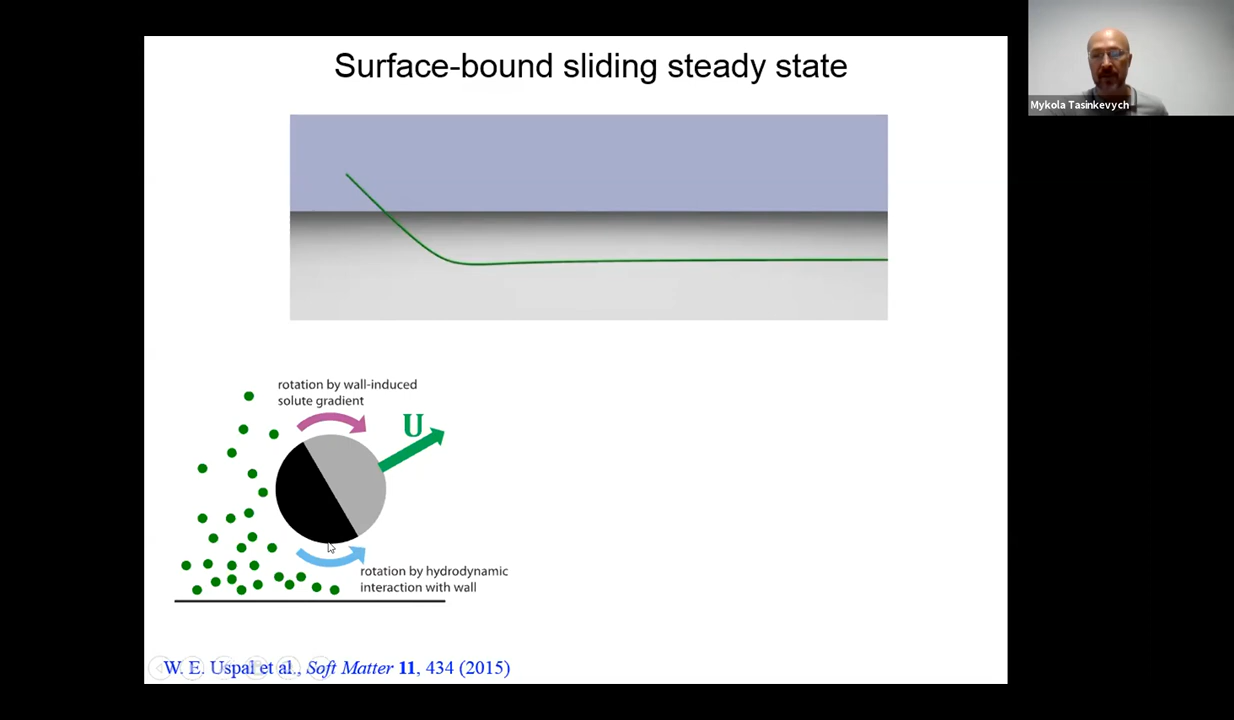 Surface-bound sliding steady state
Mykola Tasinkevych
rotation by wall-induced
solute gradient
U
rotation by hydrodynamic
interaction with wall
W. E. Uspal et al., Soft Matter 11, 434 (2015)